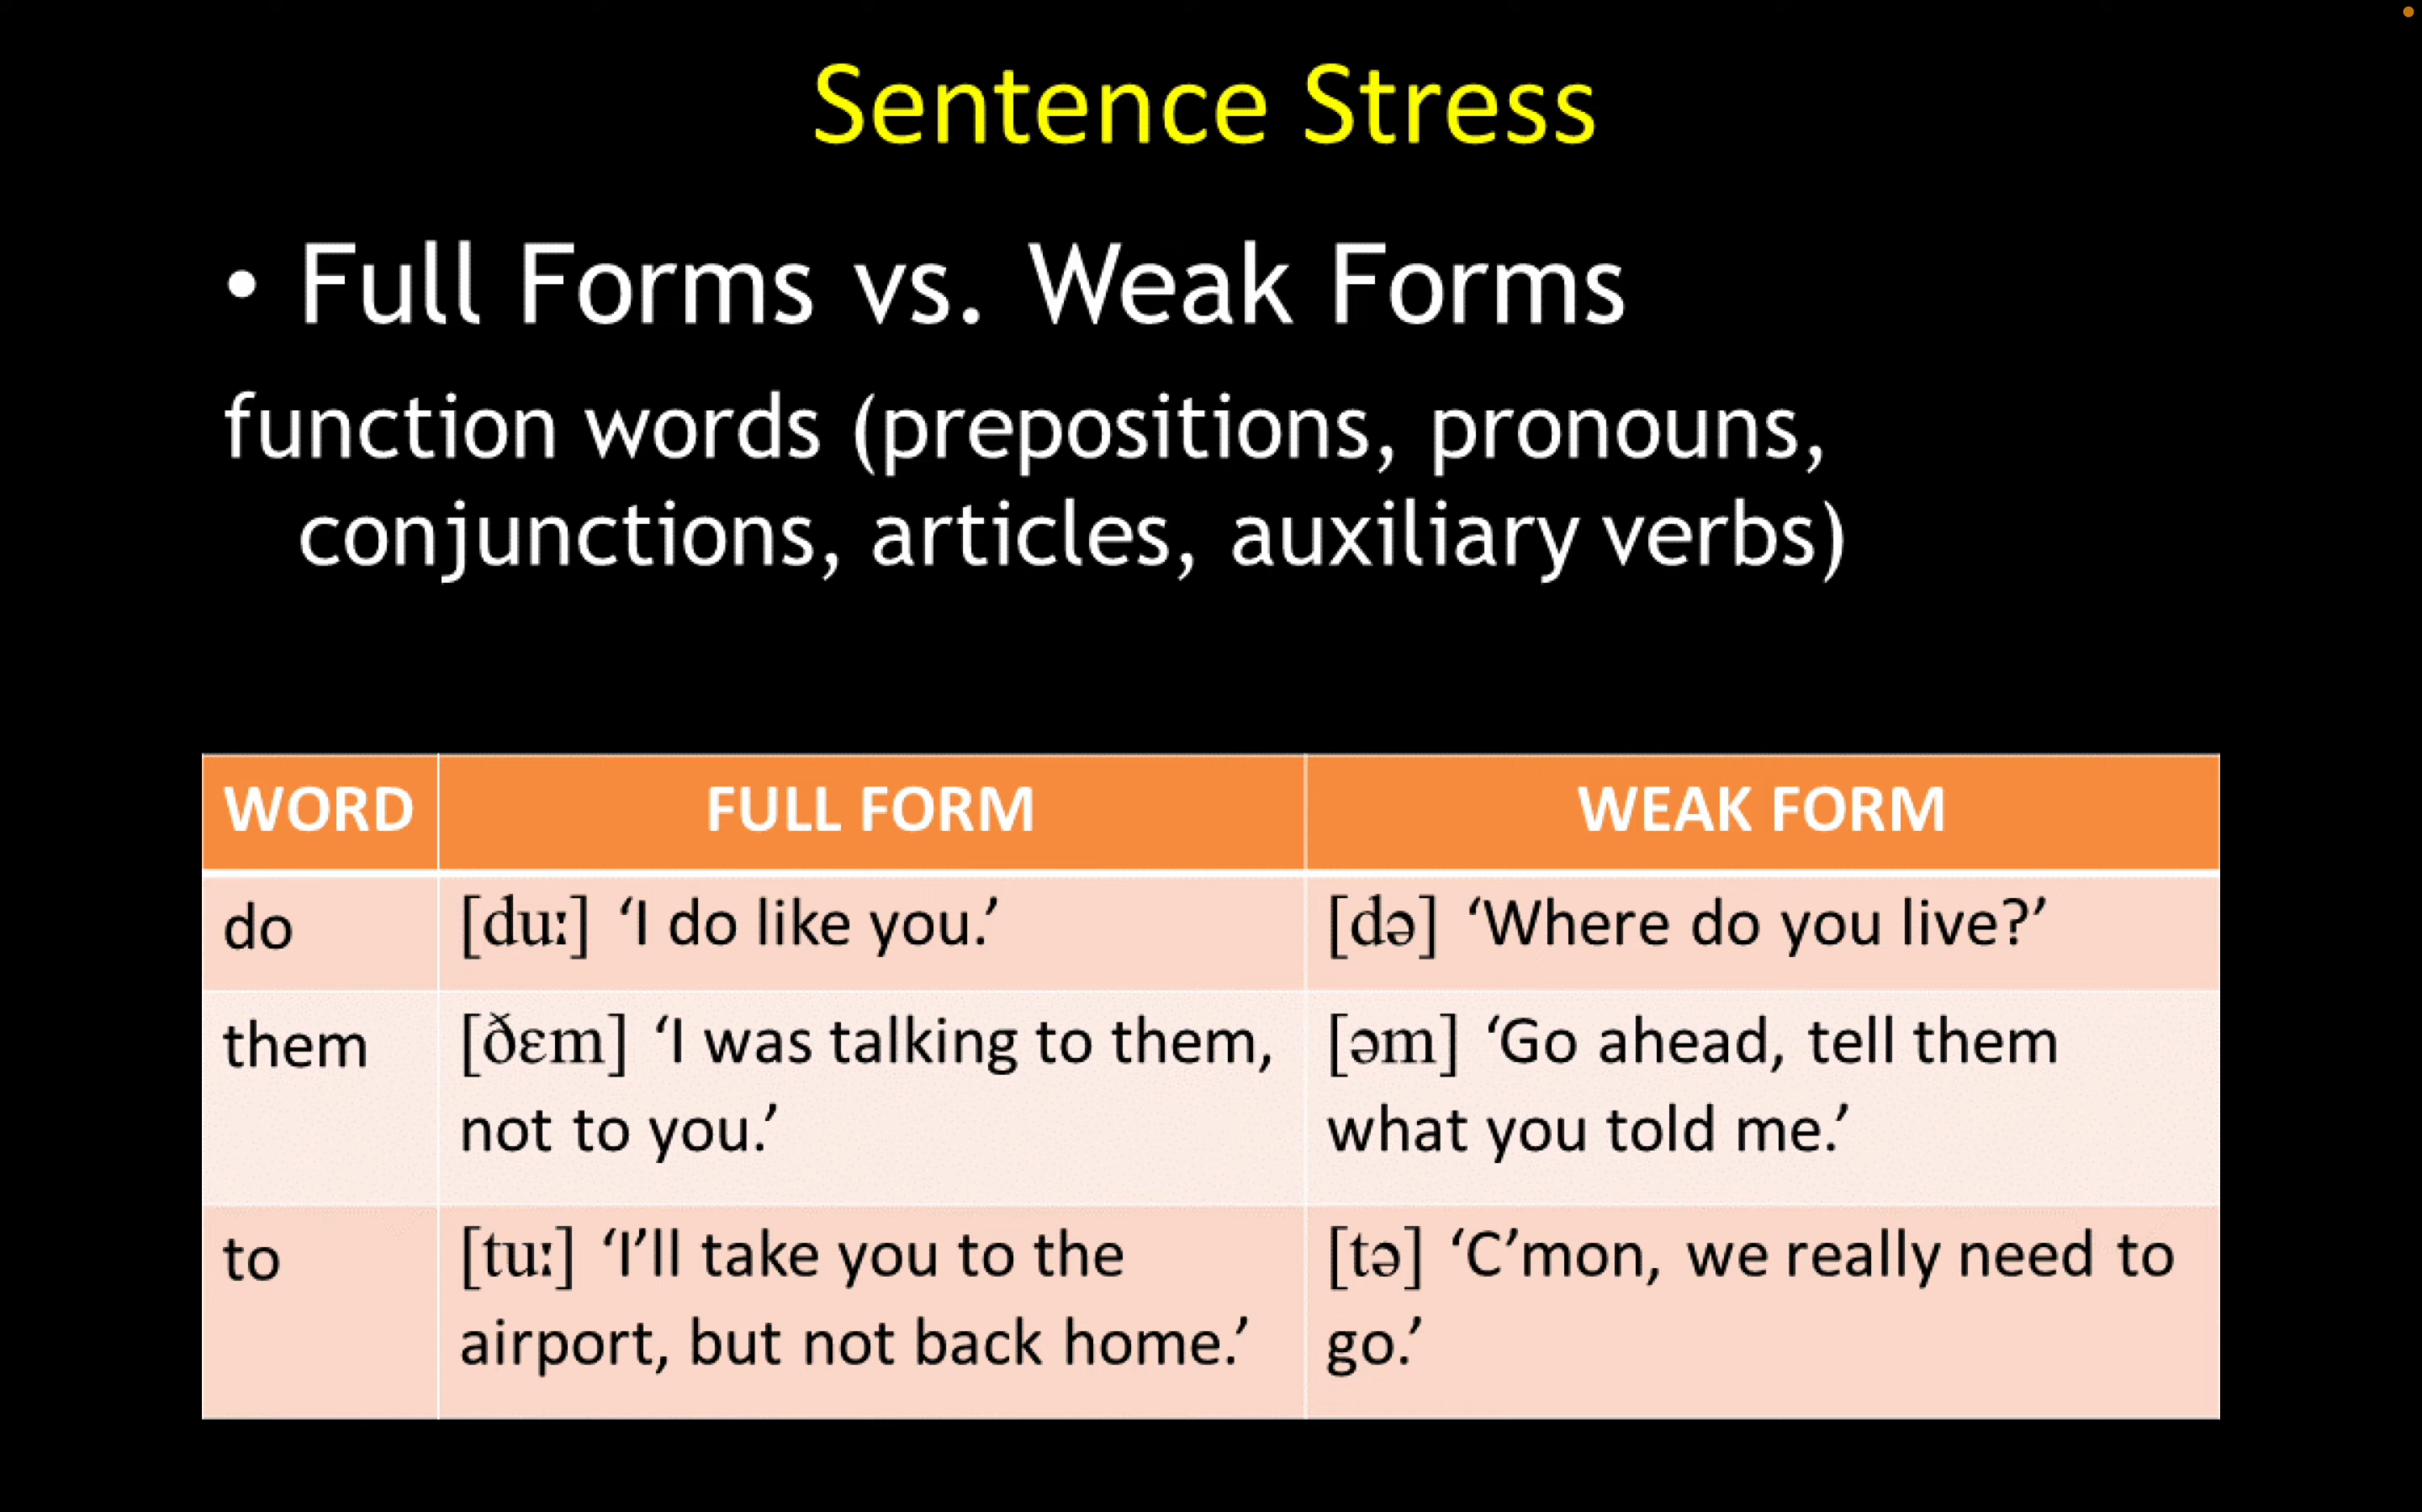 Sentence Stress
• Full Forms vs. Weak Forms
function words (prepositions, pronouns,
conjunctions, articles, auxiliary verbs)
WORD FULL FORM WEAK FORM
do [duː] ‘I do like you.’ [də] ‘Where do you live?’
them [ðɛm] ‘I was talking to them, [əm] ‘Go ahead, tell them
not to you.’ what you told me.’
to [tuː] ‘I’ll take you to the [tə] ‘C’mon, we really need to
airport, but not back home.’ go.’